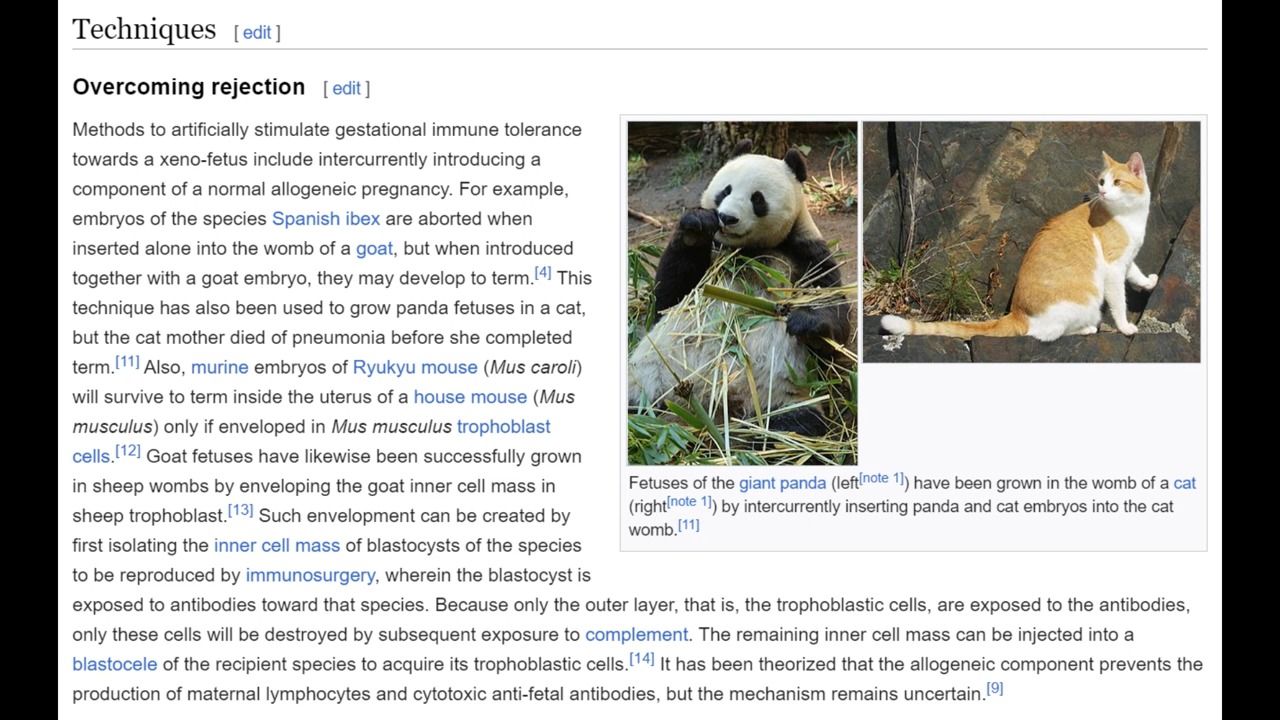 Techniques [ edit ]
Overcoming rejection [ edit ]
Methods to artificially stimulate gestational immune tolerance
towards a xeno-fetus include intercurrently introducing a
component of a normal allogeneic pregnancy. For example,
embryos of the species Spanish ibex are aborted when
inserted alone into the womb of a goat, but when introduced
together with a goat embryo, they may develop to term.[4] This
technique has also been used to grow panda fetuses in a cat,
but the cat mother died of pneumonia before she completed
term.[11] Also, murine embryos of Ryukyu mouse (Mus caroli)
will survive to term inside the uterus of a house mouse (Mus
musculus) only if enveloped in Mus musculus trophoblast
cells.[12] Goat fetuses have likewise been successfully grown
in sheep wombs by enveloping the goat inner cell mass in
sheep trophoblast.[13] Such envelopment can be created by
first isolating the inner cell mass of blastocysts of the species
to be reproduced by immunosurgery, wherein the blastocyst is
exposed to antibodies toward that species. Because only the outer layer, that is, the trophoblastic cells, are exposed to the antibodies,
only these cells will be destroyed by subsequent exposure to complement. The remaining inner cell mass can be injected into a
blastocele of the recipient species to acquire its trophoblastic cells.[14] It has been theorized that the allogeneic component prevents the
production of maternal lymphocytes and cytotoxic anti-fetal antibodies, but the mechanism remains uncertain.[9]
Fetuses of the giant panda (left[note 1]) have been grown in the womb of a cat
(right[note 1]) by intercurrently inserting panda and cat embryos into the cat
womb.[11]